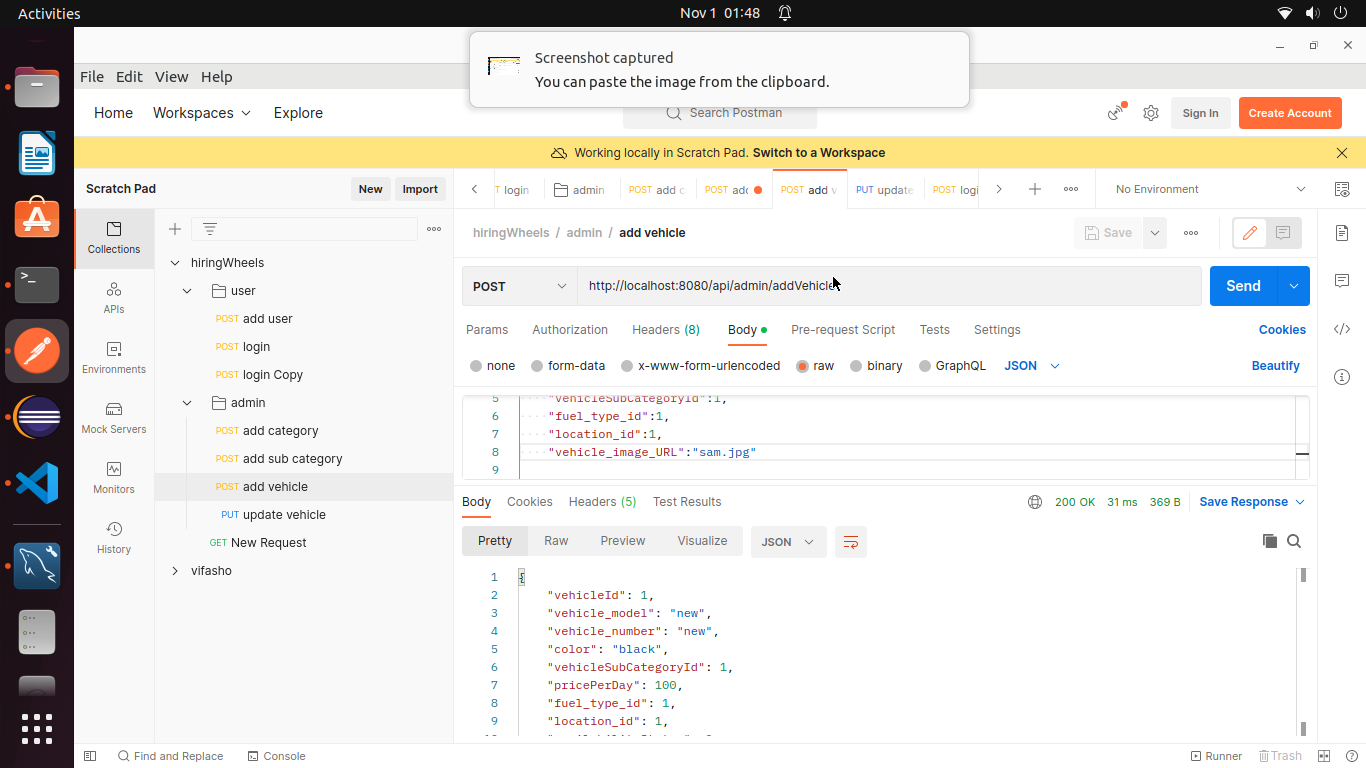 Activities
Nov 1 01:48
Screenshot captured
You can paste the image from the clipboard.
File Edit View Help
Home Workspaces Explore
Search Postman
Sign In
Create Account
Working locally in Scratch Pad. Switch to a Workspace
Scratch Pad
New
Import
login
admin
POST add c
POST add
POST add v
PUT update
POST logi
No Environment
Collections
APIs
Environments
Mock Servers
Monitors
History
hiringWheels
user
POST add user
POST login
POST login Copy
admin
POST add category
POST add sub category
POST add vehicle
PUT update vehicle
GET New Request
vifasho
hiringWheels / admin / add vehicle
Save
POST
http://localhost:8080/api/admin/addVehicle
Send
Params Authorization Headers (8) Body Pre-request Script Tests Settings
Cookies
none form-data x-www-form-urlencoded raw binary GraphQL JSON
Beautify
5 "vehicleSubCategoryId":1,
6 "fuel_type_id":1,
7 "location_id":1,
8 "vehicle_image_URL":"sam.jpg"
9
Body Cookies Headers (5) Test Results
200 OK 31 ms 369 B Save Response
Pretty Raw Preview Visualize JSON
1 {
2 "vehicleId": 1,
3 "vehicle_model": "new",
4 "vehicle_number": "new",
5 "color": "black",
6 "vehicleSubCategoryId": 1,
7 "pricePerDay": 100,
8 "fuel_type_id": 1,
9 "location_id": 1,
Find and Replace
Console
Runner
Trash